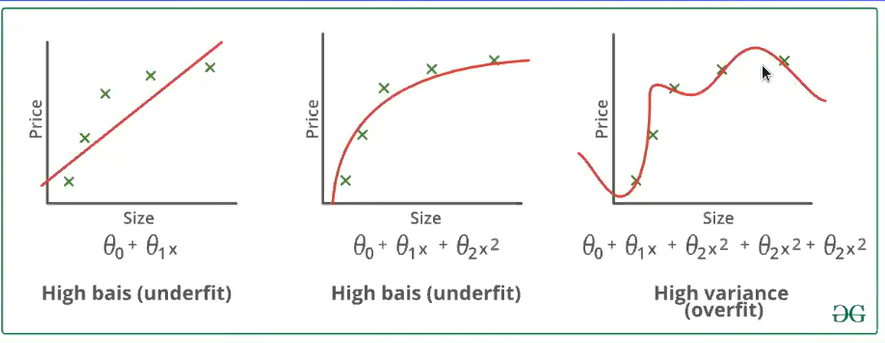 Price
Size
θ0 + θ1x
High bais (underfit)
Price
Size
θ0 + θ1x + θ2x2
High bais (underfit)
Price
Size
θ0 + θ1x + θ2x2 + θ2x2 + θ2x2
High variance
(overfit)